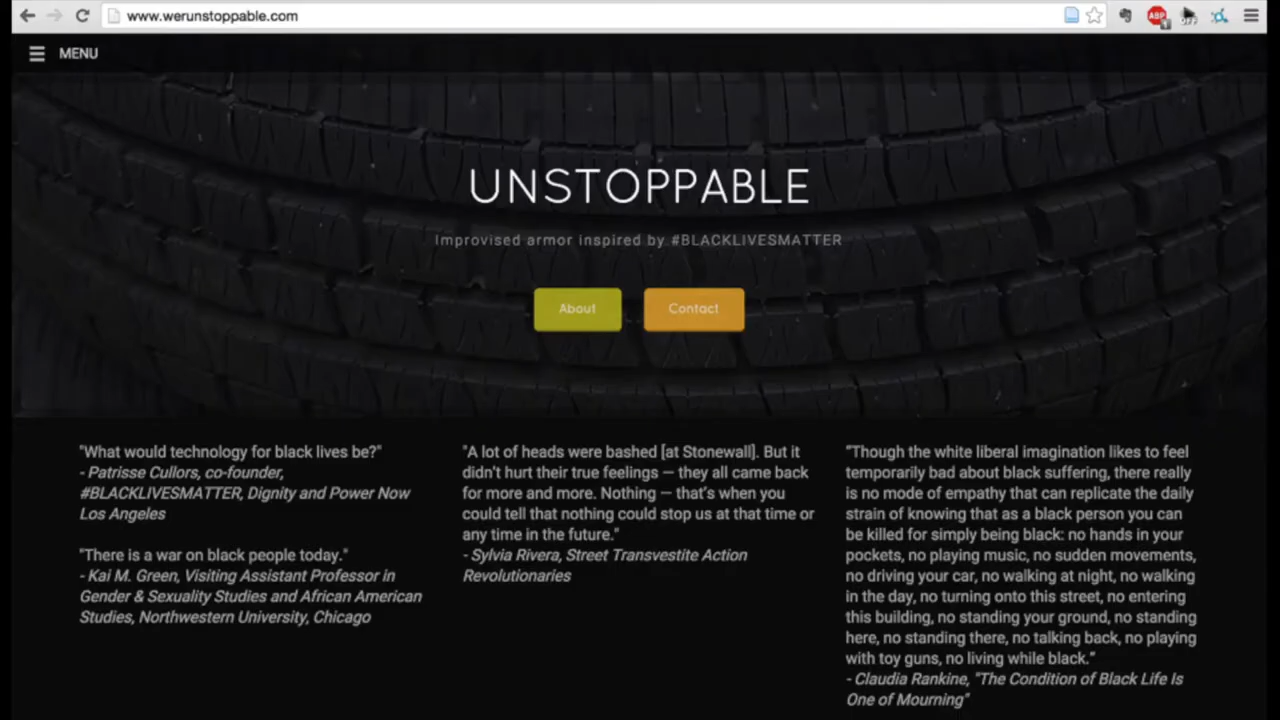 www.werunstoppable.com
MENU
UNSTOPPABLE
Improvised armor inspired by #BLACKLIVESMATTER
About
Contact
"What would technology for black lives be?"
- Patrisse Cullors, co-founder,
#BLACKLIVESMATTER, Dignity and Power Now
Los Angeles
"There is a war on black people today."
- Kai M. Green, Visiting Assistant Professor in
Gender & Sexuality Studies and African American
Studies, Northwestern University, Chicago
"A lot of heads were bashed [at Stonewall]. But it
didn't hurt their true feelings — they all came back
for more and more. Nothing — that's when you
could tell that nothing could stop us at that time or
any time in the future."
- Sylvia Rivera, Street Transvestite Action
Revolutionaries
"Though the white liberal imagination likes to feel
temporarily bad about black suffering, there really
is no mode of empathy that can replicate the daily
strain of knowing that as a black person you can
be killed for simply being black: no hands in your
pockets, no playing music, no sudden movements,
no driving your car, no walking at night, no walking
in the day, no turning onto this street, no entering
this building, no standing your ground, no standing
here, no standing there, no talking back, no playing
with toy guns, no living while black."
- Claudia Rankine, "The Condition of Black Life Is
One of Mourning"
ABP
1
OFF